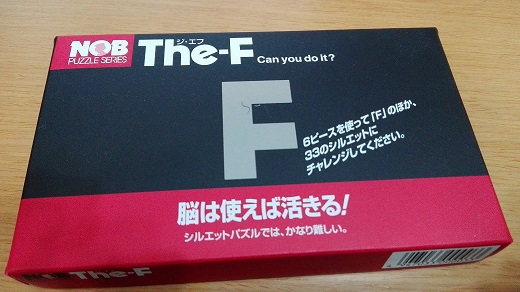 NOB
PUZZLE SERIES
ジ・エフ
The-F Can you do it?
F
6ピースを使って「F」のほか、
33のシルエットに
チャレンジしてください。
脳は使えば活きる!
シルエットパズルでは、かなり難しい。
NOB The-F